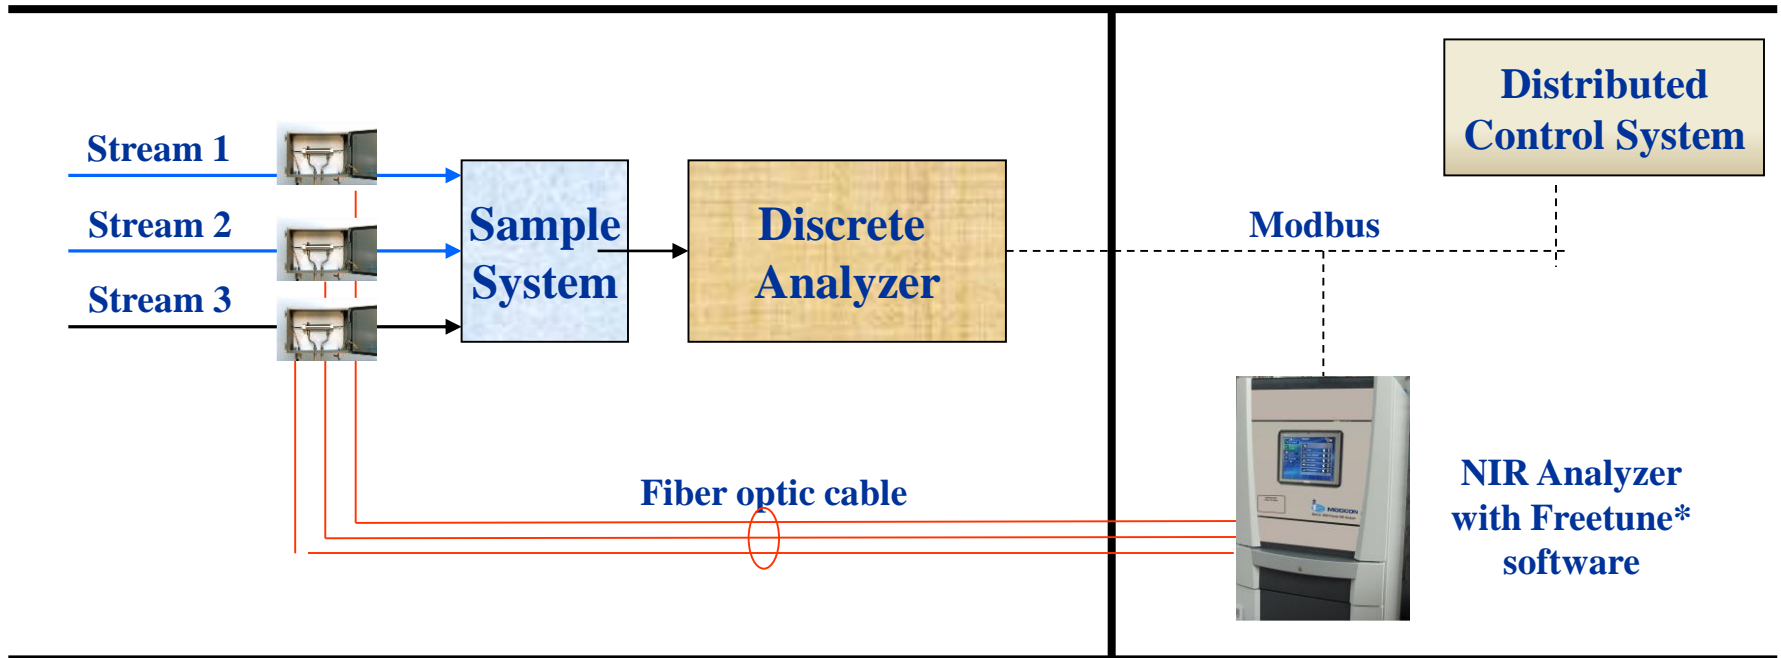 Distributed
Control System
Stream 1
Stream 2
Stream 3
Sample
System
Discrete
Analyzer
Modbus
Fiber optic cable
MODCON
NIR Analyzer
with Freetune*
software